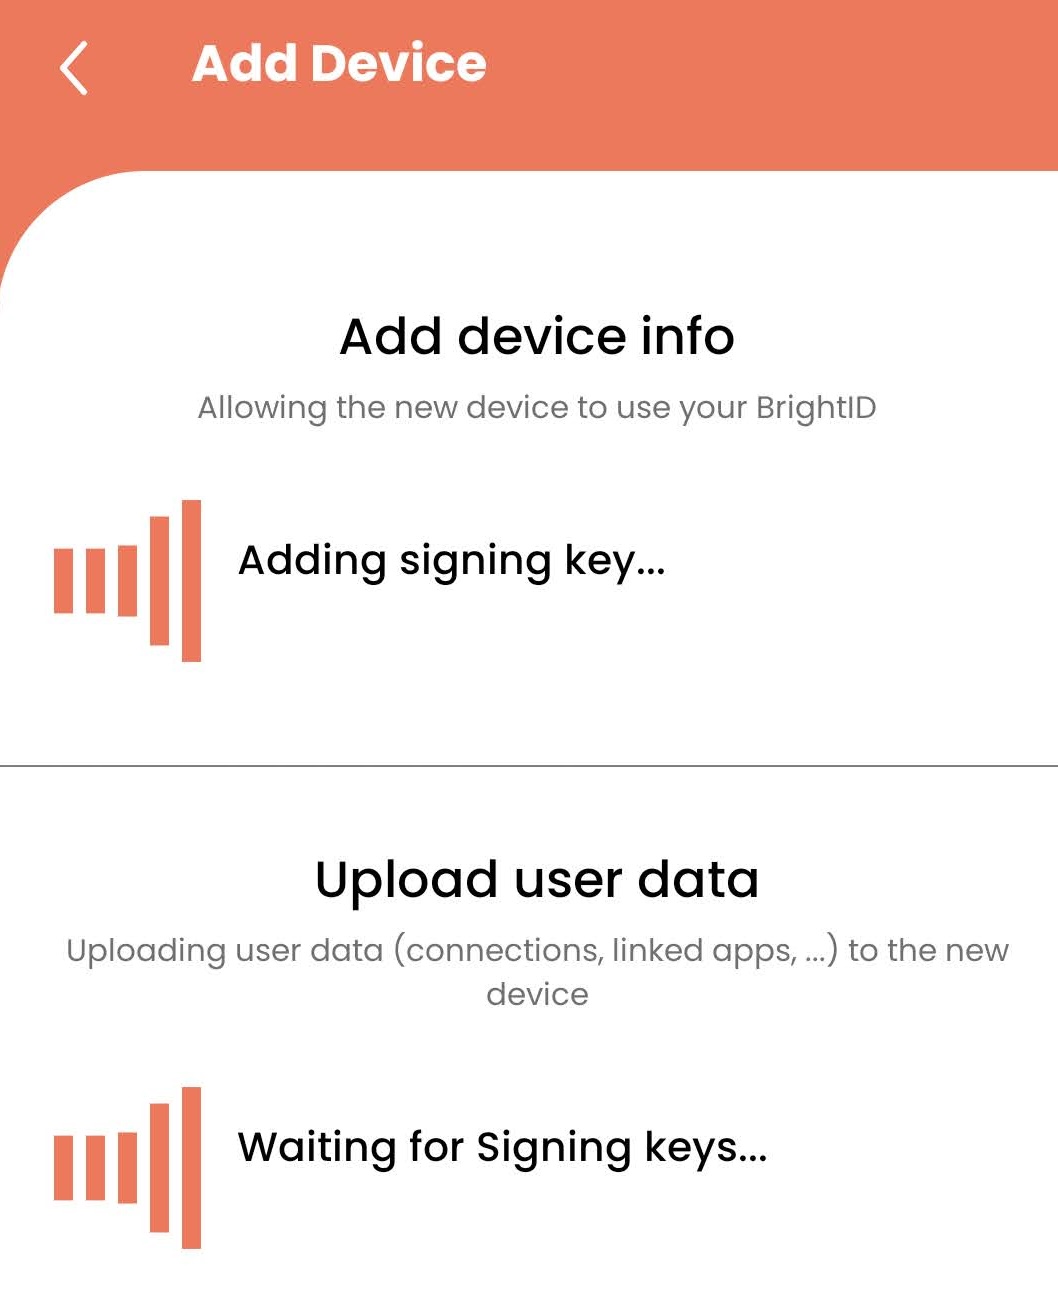 Add Device
Add device info
Allowing the new device to use your BrightID
Adding signing key...
Upload user data
Uploading user data (connections, linked apps, ...) to the new
device
Waiting for Signing keys...